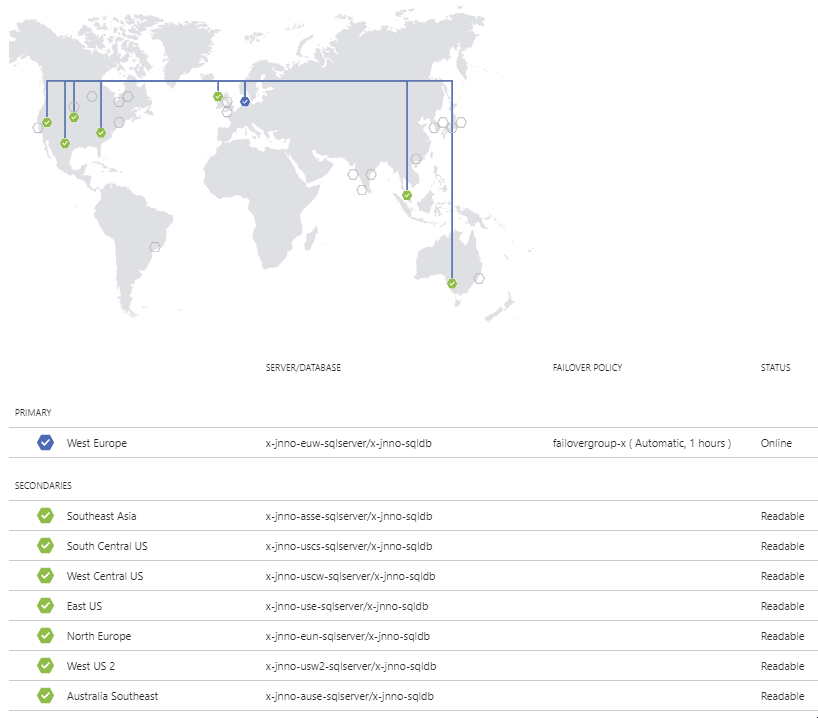 SERVER/DATABASE FAILOVER POLICY STATUS
PRIMARY
West Europe x-jnno-euw-sqlserver/x-jnno-sqldb failovergroup-x ( Automatic, 1 hours ) Online
SECONDARIES
Southeast Asia x-jnno-asse-sqlserver/x-jnno-sqldb Readable
South Central US x-jnno-uscs-sqlserver/x-jnno-sqldb Readable
West Central US x-jnno-uscw-sqlserver/x-jnno-sqldb Readable
East US x-jnno-use-sqlserver/x-jnno-sqldb Readable
North Europe x-jnno-eun-sqlserver/x-jnno-sqldb Readable
West US 2 x-jnno-usw2-sqlserver/x-jnno-sqldb Readable
Australia Southeast x-jnno-ause-sqlserver/x-jnno-sqldb Readable